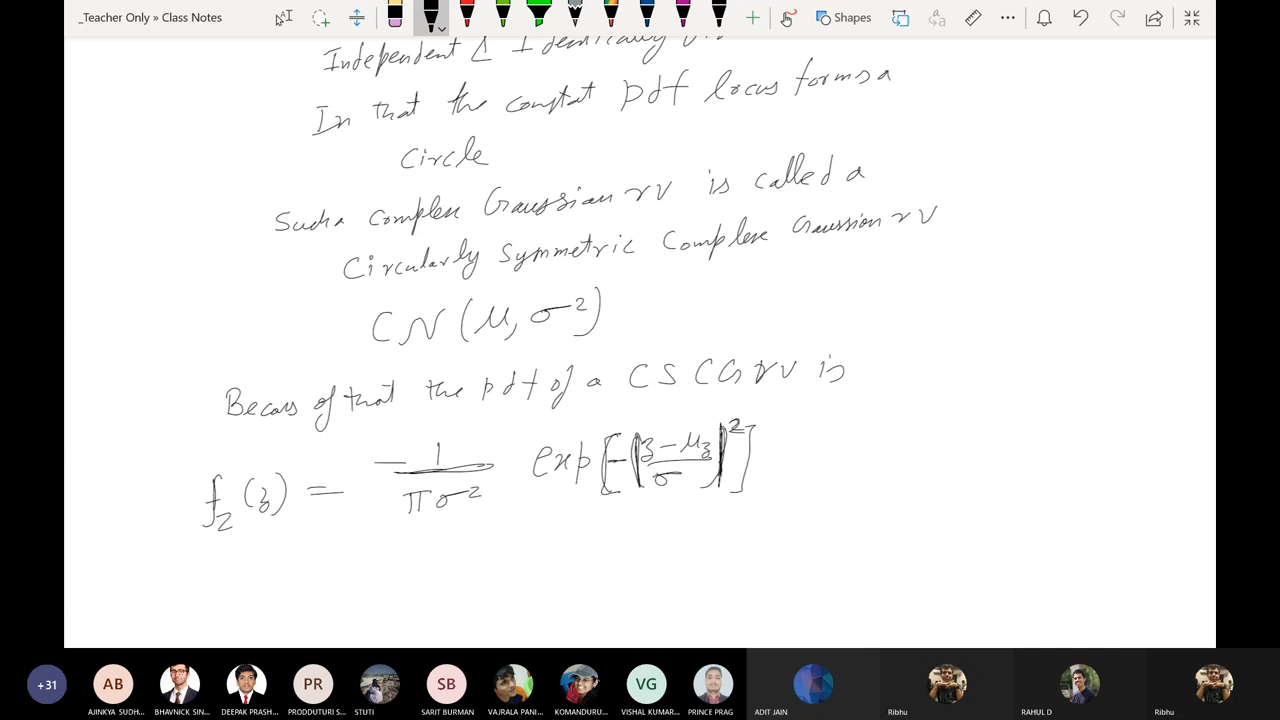 _Teacher Only » Class Notes
Shapes
Independent & Identically
In that the constat pdf locus forms a
Circle
Such a complex Gaussian rv is called a
Circularly Symmetric Complex Gaussian rv
CN (μ, σ²)
Becaus of that the pdf of a CSCG rv is
f_Z(z) = 1/(πσ²) exp[-|(z-μ_z)/σ|²]
+31
AB
PR
SB
VG
AJINKYA SUDH...
BHAVNICK SIN...
DEEPAK PRASH...
PRODDUTURI S...
STUTI
SARIT BURMAN
VAJRALA PANI...
KOMANDURU...
VISHAL KUMAR...
PRINCE PRAG
ADIT JAIN
Ribhu
RAHUL D
Ribhu